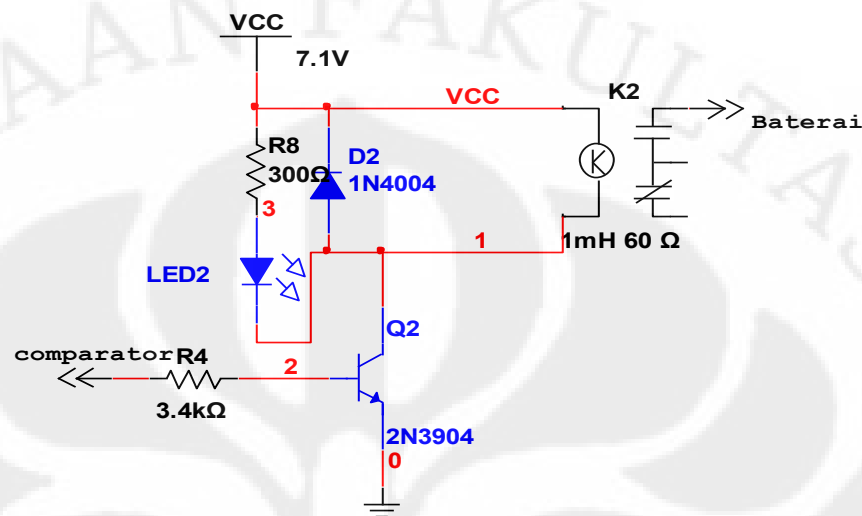 VCC
7.1V
VCC
K2
Baterai
R8
300Ω
D2
1N4004
3
1
1mH 60 Ω
LED2
Q2
comparator
R4
2
3.4kΩ
2N3904
0